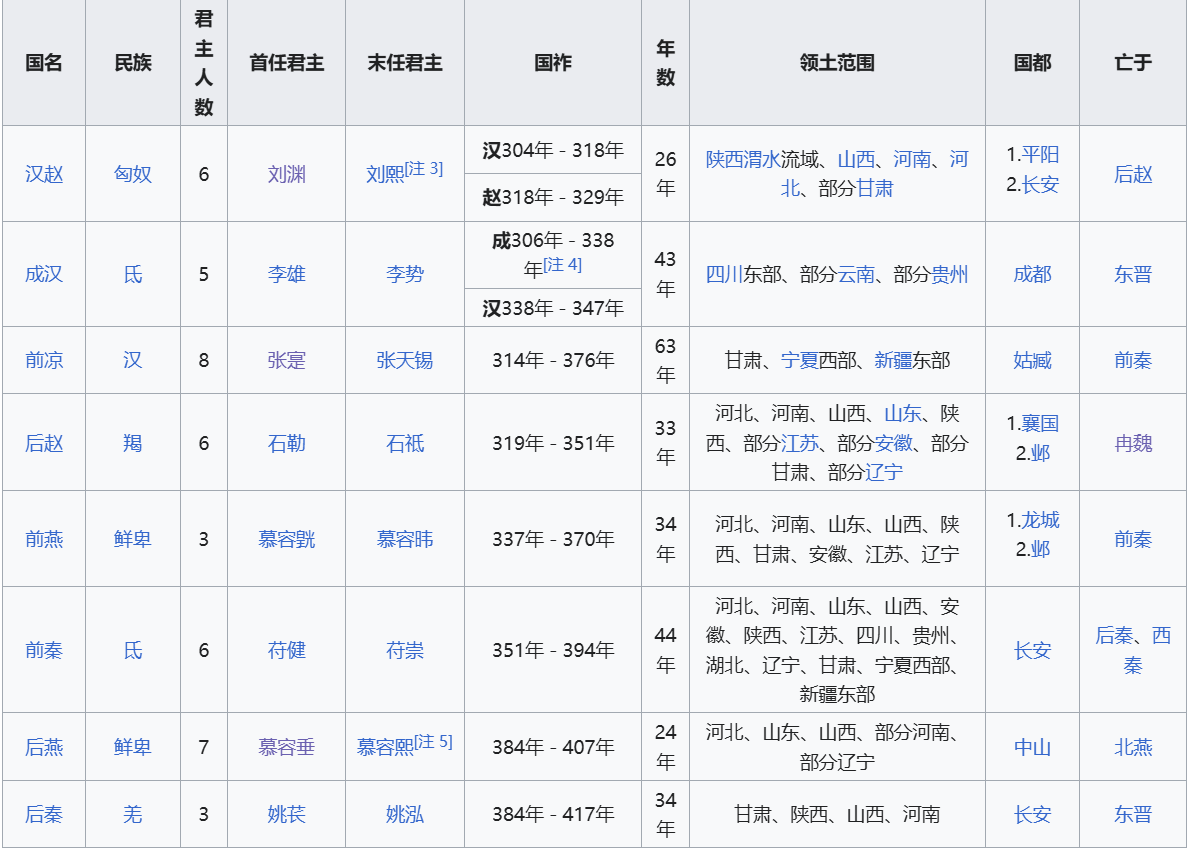 国名 民族 君主人数 首任君主 末任君主 国祚 年数 领土范围 国都 亡于
汉赵 匈奴 6 刘渊 刘熙[注 3] 汉304年 - 318年 26年 陕西渭水流域、山西、河南、河 1.平阳 后赵
赵318年 - 329年 北、部分甘肃 2.长安
成汉 氐 5 李雄 李势 成306年 - 338 43年 四川东部、部分云南、部分贵州 成都 东晋
年[注 4]
汉338年 - 347年
前凉 汉 8 张寔 张天锡 314年 - 376年 63年 甘肃、宁夏西部、新疆东部 姑臧 前秦
后赵 羯 6 石勒 石祗 319年 - 351年 33年 河北、河南、山西、山东、陕 1.襄国 冉魏
西、部分江苏、部分安徽、部分 2.邺
甘肃、部分辽宁
前燕 鲜卑 3 慕容皝 慕容暐 337年 - 370年 34年 河北、河南、山东、山西、陕 1.龙城 前秦
西、甘肃、安徽、江苏、辽宁 2.邺
前秦 氐 6 苻健 苻崇 351年 - 394年 44年 河北、河南、山东、山西、安 长安 后秦、西
徽、陕西、江苏、四川、贵州、 秦
湖北、辽宁、甘肃、宁夏西部、
新疆东部
后燕 鲜卑 7 慕容垂 慕容熙[注 5] 384年 - 407年 24年 河北、山东、山西、部分河南、 中山 北燕
部分辽宁
后秦 羌 3 姚苌 姚泓 384年 - 417年 34年 甘肃、陕西、山西、河南 长安 东晋